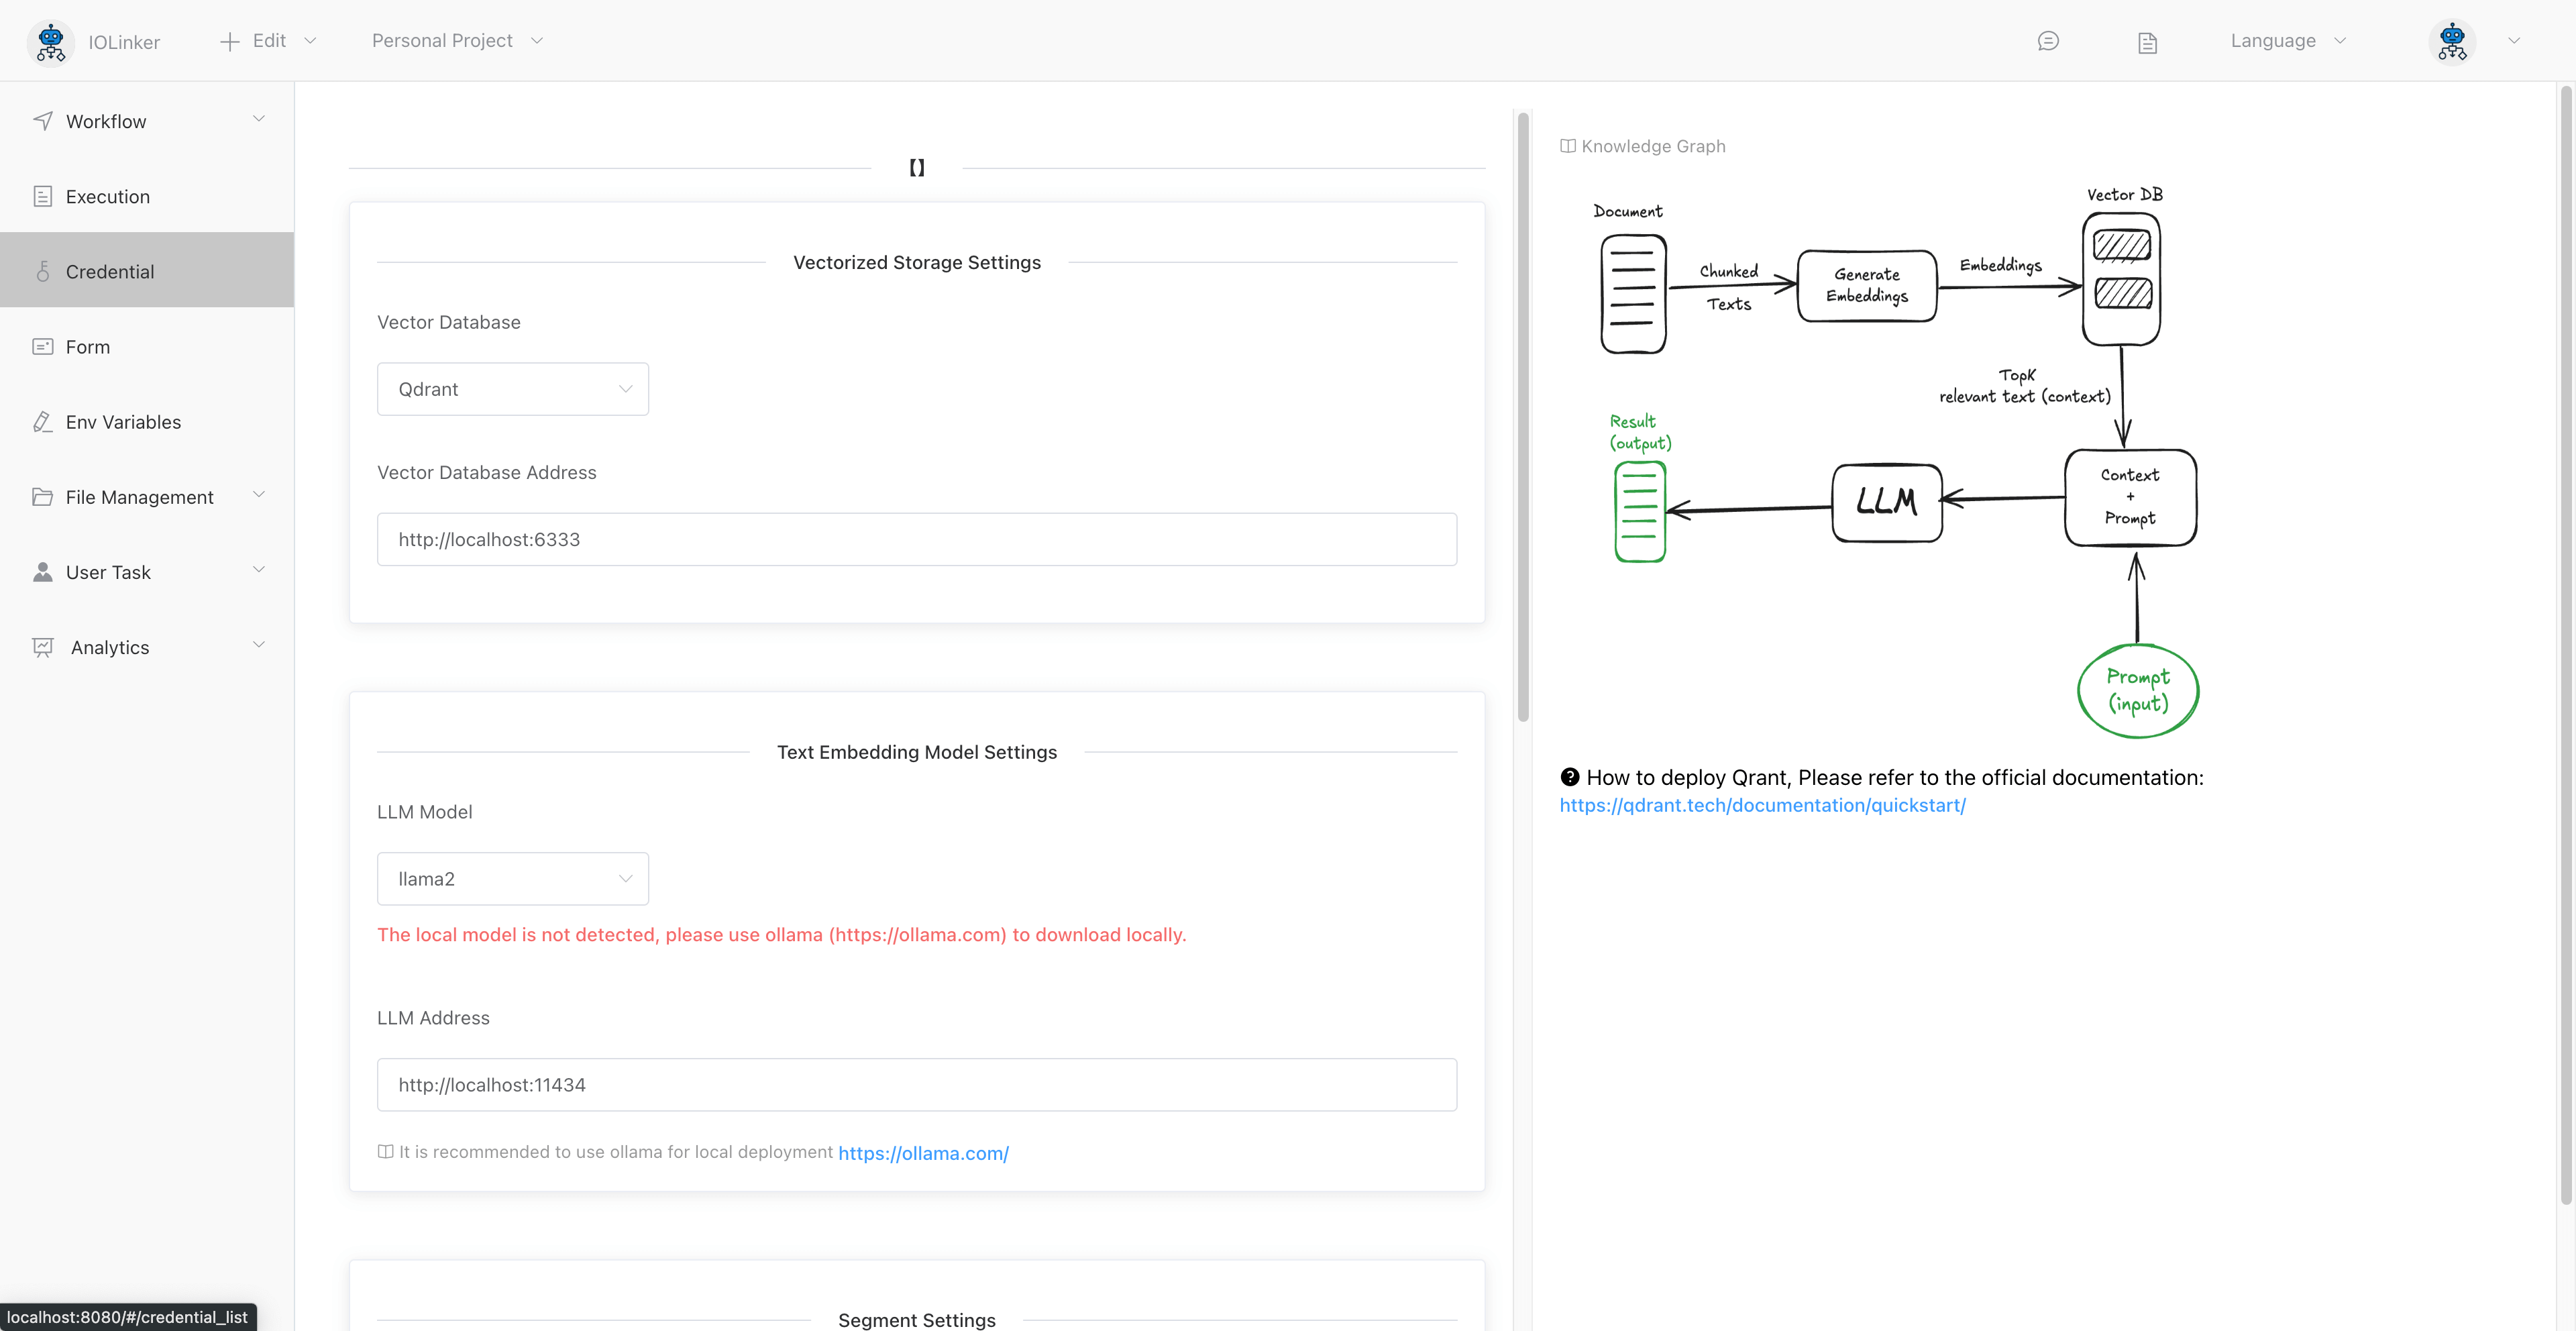 IOLinker
Edit
Personal Project
Language
Workflow
Execution
Credential
Form
Env Variables
File Management
User Task
Analytics
【】
Vectorized Storage Settings
Vector Database
Qdrant
Vector Database Address
http://localhost:6333
Text Embedding Model Settings
LLM Model
llama2
The local model is not detected, please use ollama (https://ollama.com) to download locally.
LLM Address
http://localhost:11434
It is recommended to use ollama for local deployment https://ollama.com/
Segment Settings
Knowledge Graph
Document
Chunked
Texts
Generate
Embeddings
Embeddings
Vector DB
TopK
relevant text (context)
Context
+
Prompt
LLM
Result
(output)
Prompt
(input)
How to deploy Qrant, Please refer to the official documentation:
https://qdrant.tech/documentation/quickstart/
localhost:8080/#/credential_list